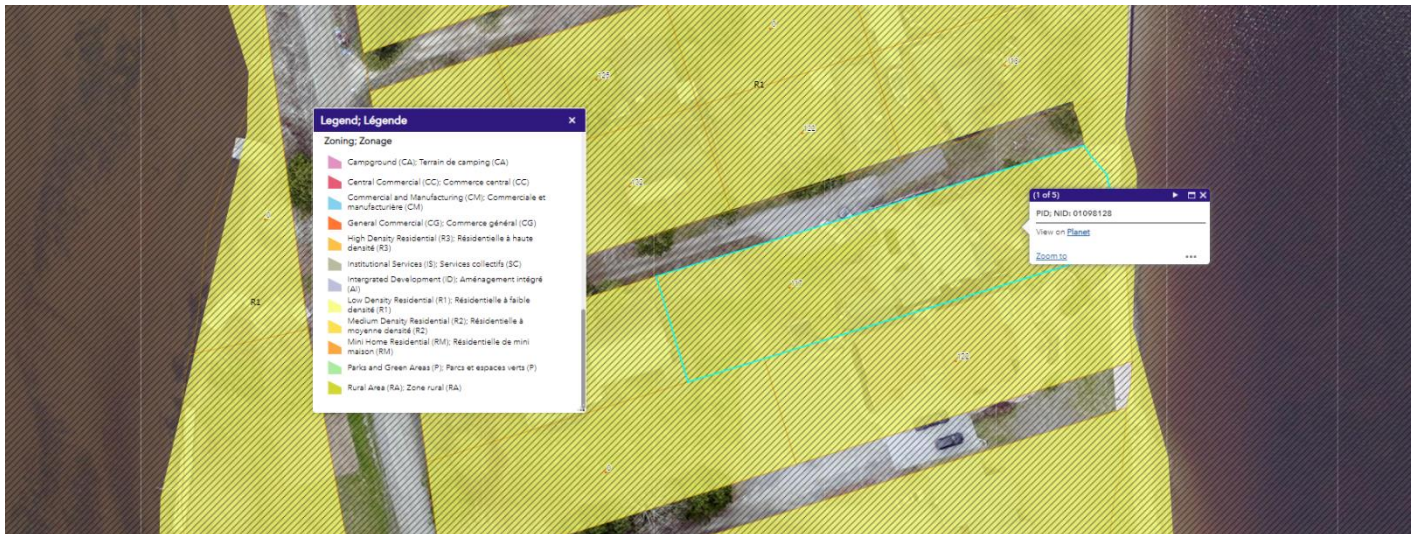 R1
Legend; Légende
Zoning; Zonage
Campground (CA); Terrain de camping (CA)
Central Commercial (CC); Commerce central (CC)
Commercial and Manufacturing (CM); Commerciale et
manufacturière (CM)
General Commercial (CG); Commerce général (CG)
High Density Residential (R3); Résidentielle à haute
densité (R3)
Institutional Services (IS); Services collectifs (SC)
Intergrated Development (ID); Aménagement intégré
(AI)
Low Density Residential (R1); Résidentielle à faible
densité (R1)
Medium Density Residential (R2); Résidentielle à
moyenne densité (R2)
Mini Home Residential (RM); Résidentielle de mini
maison (RM)
Parks and Green Areas (P); Parcs et espaces verts (P)
Rural Area (RA); Zone rural (RA)
(1 of 5)
PID; NID: 01098128
View on Planet
Zoom to
R1